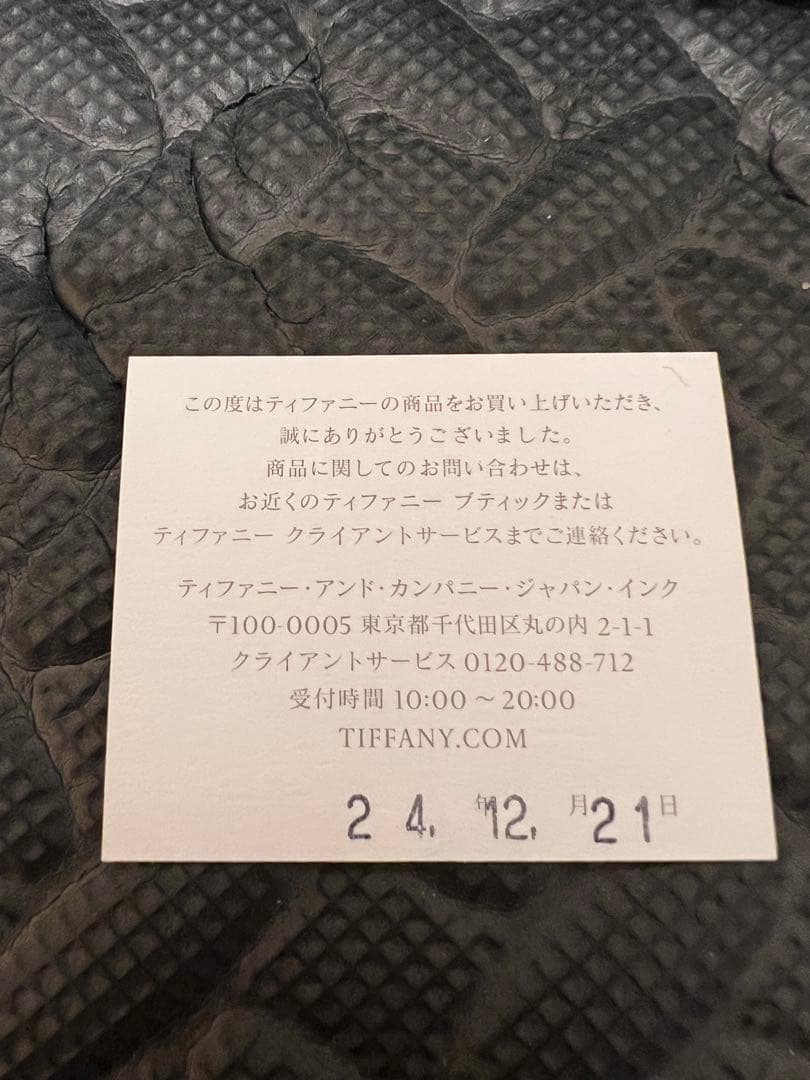 この度はティファニーの商品をお買い上げいただき、
誠にありがとうございました。
商品に関してのお問い合わせは、
お近くのティファニー ブティックまたは
ティファニー クライアントサービスまでご連絡ください。
ティファニー・アンド・カンパニー・ジャパン・インク
〒100-0005 東京都千代田区丸の内 2-1-1
クライアントサービス 0120-488-712
受付時間 10:00 ～ 20:00
TIFFANY.COM
24. 年12. 月21日